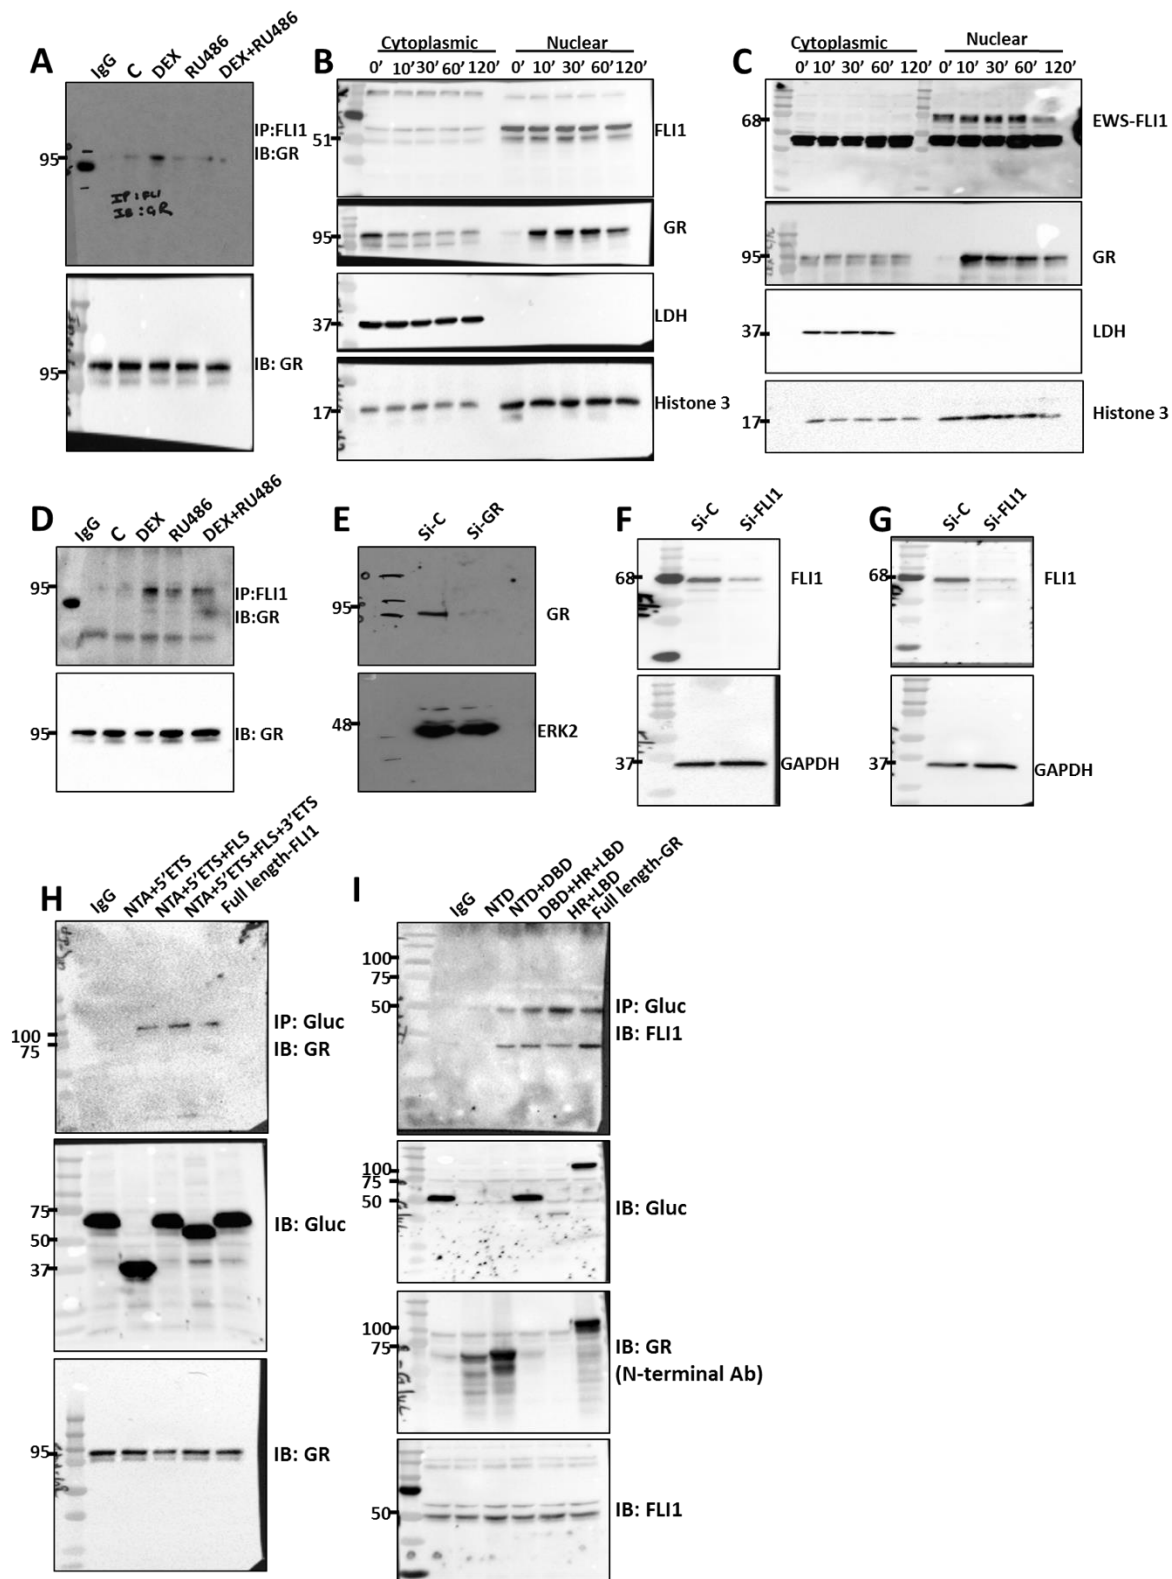 A
IgG C DEX RU486 DEX+RU486
95
IP:FLI1
IB:GR
IP:FLI
IB:GR
95
IB: GR
B
Cytoplasmic Nuclear
0' 10' 30' 60' 120' 0' 10' 30' 60' 120'
51
FLI1
95
GR
37
LDH
17
Histone 3
C
Cytoplasmic Nuclear
0' 10' 30' 60' 120' 0' 10' 30' 60' 120'
68
EWS-FLI1
95
GR
37
LDH
17
Histone 3
D
IgG C DEX RU486 DEX+RU486
95
IP:FLI1
IB:GR
95
IB: GR
E
Si-C Si-GR
95
GR
48
ERK2
F
Si-C Si-FLI1
68
FLI1
37
GAPDH
G
Si-C Si-FLI1
68
FLI1
37
GAPDH
H
IgG NTA+5'ETS NTA+5'ETS+FLS NTA+5'ETS+FLS+3'ETS Full length-FLI1
100
75
IP: Gluc
IB: GR
75
50
37
IB: Gluc
95
IB: GR
I
IgG NTD NTD+DBD DBD+HR+LBD HR+LBD Full length-GR
100
75
50
IP: Gluc
IB: FLI1
100
75
50
IB: Gluc
100
75
IB: GR
(N-terminal Ab)
50
IB: FLI1